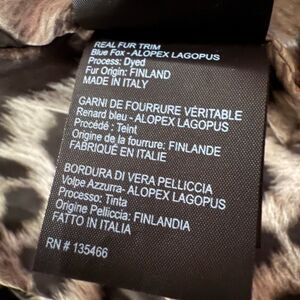 REAL FUR TRIM
Blue Fox - ALOPEX LAGOPUS
Process: Dyed
Fur Origin: FINLAND
MADE IN ITALY
GARNI DE FOURRURE VÉRITABLE
Renard bleu - ALOPEX LAGOPUS
Procédé : Teint
Origine de la fourrure: FINLANDE
FABRIQUÉ EN ITALIE
BORDURA DI VERA PELLICCIA
Volpe Azzurra- ALOPEX LAGOPUS
Processo: Tinta
Origine Pelliccia: FINLANDIA
FATTO IN ITALIA
RN # 135466